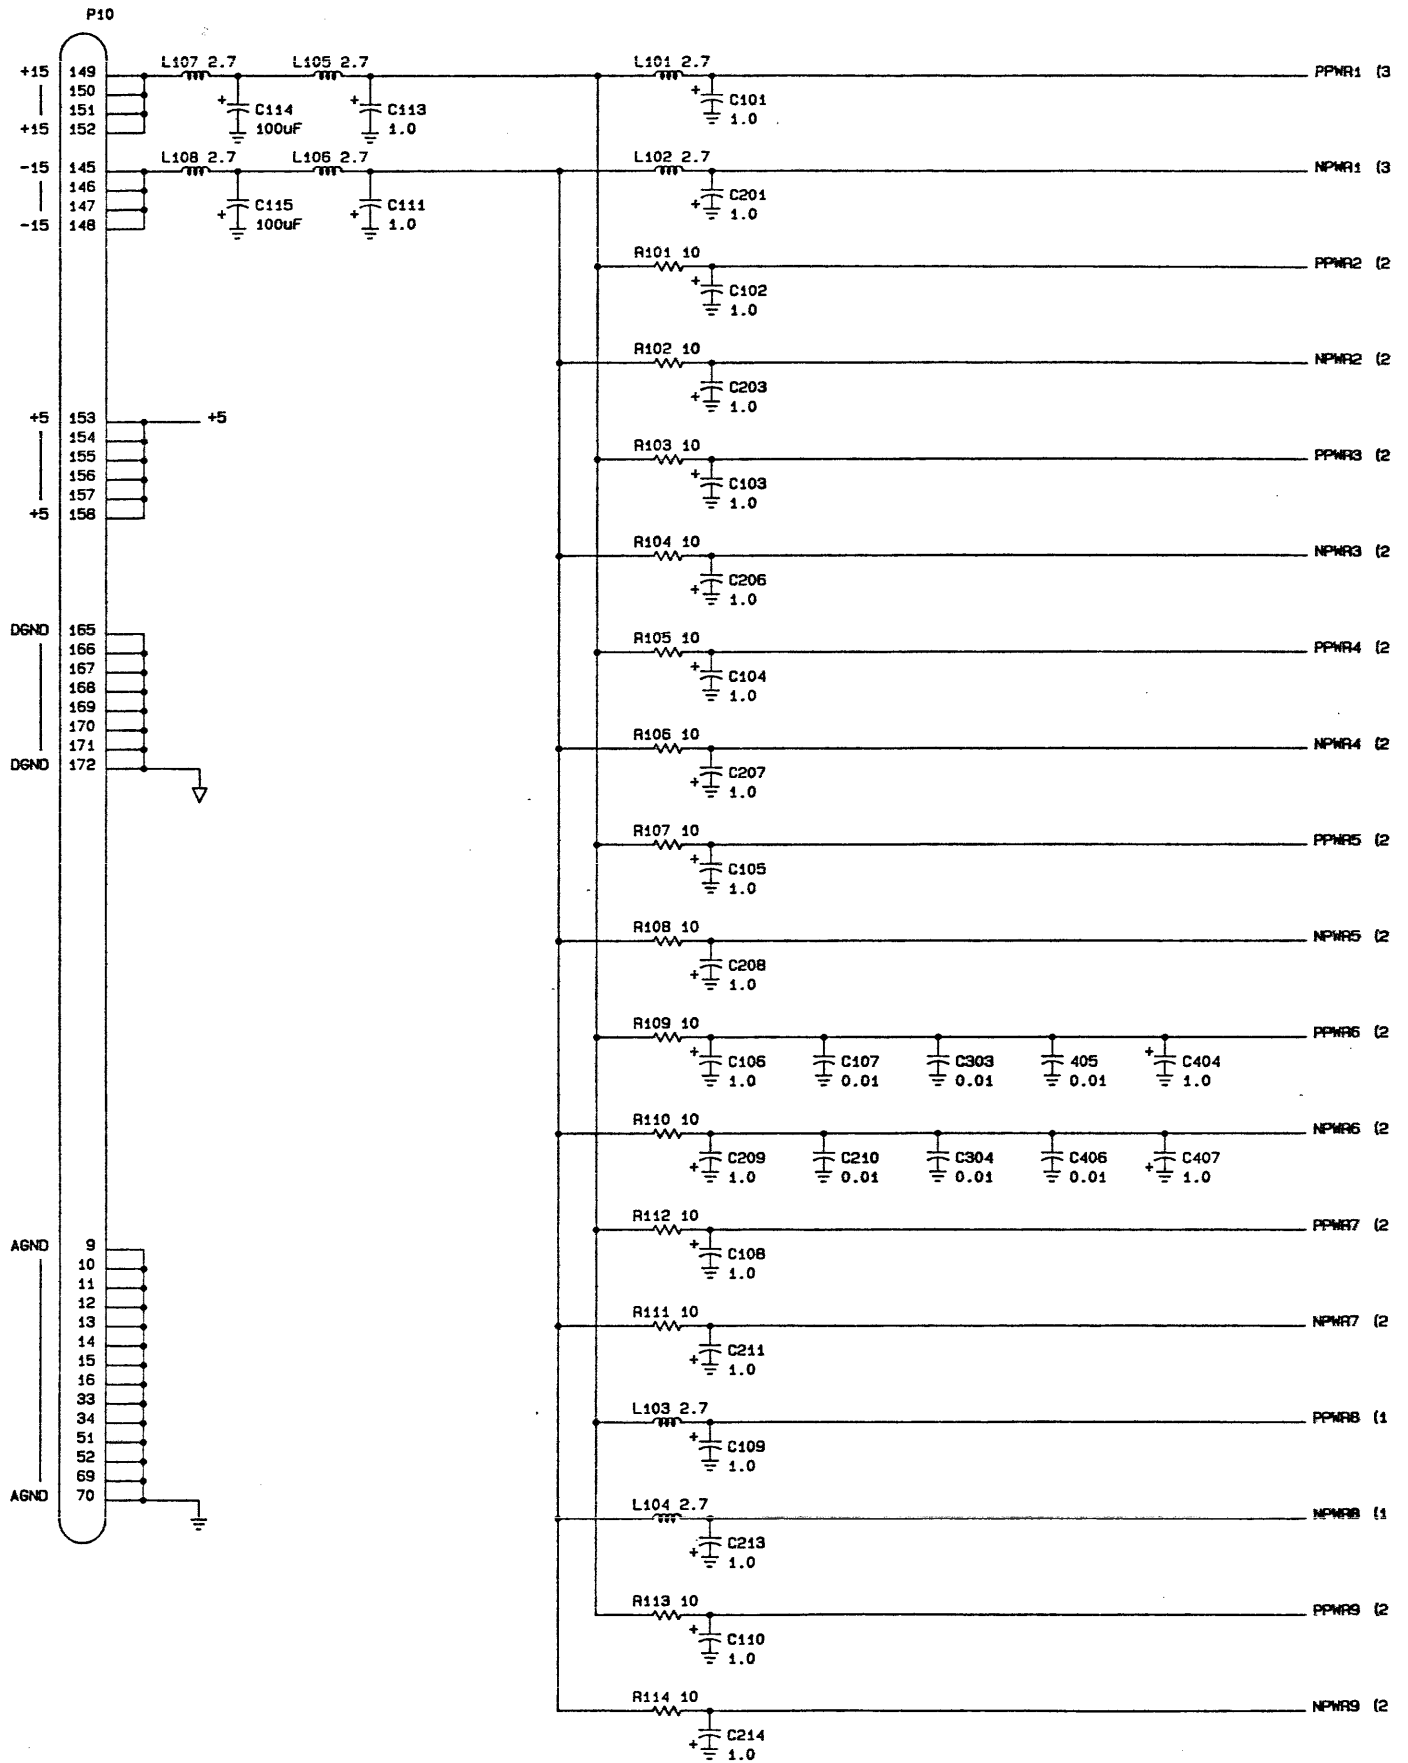 P10
L107 2.7 L105 2.7 L101 2.7
+15 149 PPWR1 (3
150
+ C114 + C113 + C101
151
+15 152 100uF 1.0 1.0
L108 2.7 L106 2.7 L102 2.7
-15 145 NPWR1 (3
146
147
C115 C111 C201
-15 148 + 100uF + 1.0 + 1.0
R101 10
PPWR2 (2
+ C102
1.0
R102 10
NPWR2 (2
C203
+ 1.0
+5 153 +5
154
R103 10
155 PPWR3 (2
156
+ C103
157
1.0
+5 158
R104 10
NPWR3 (2
C206
+ 1.0
DGND 165
R105 10
166 PPWR4 (2
167
+ C104
168
1.0
169
170
R106 10
171 NPWR4 (2
DGND 172
C207
+ 1.0
R107 10
PPWR5 (2
+ C105
1.0
R108 10
NPWR5 (2
C208
+ 1.0
R109 10
PPWR6 (2
+ C106 C107 C303 405 + C404
1.0 0.01 0.01 0.01 1.0
R110 10
NPWR6 (2
C209 C210 C304 C406 C407
+ 1.0 0.01 0.01 0.01 + 1.0
R112 10
PPWR7 (2
AGND 9
+ C108
10
1.0
11
12
R111 10
13 NPWR7 (2
14
C211
15
+ 1.0
16
33
L103 2.7
34 PPWR8 (1
51
+ C109
52
1.0
69
AGND 70
L104 2.7
NPWR8 (1
C213
+ 1.0
R113 10
PPWR9 (2
+ C110
1.0
R114 10
NPWR9 (2
C214
+ 1.0